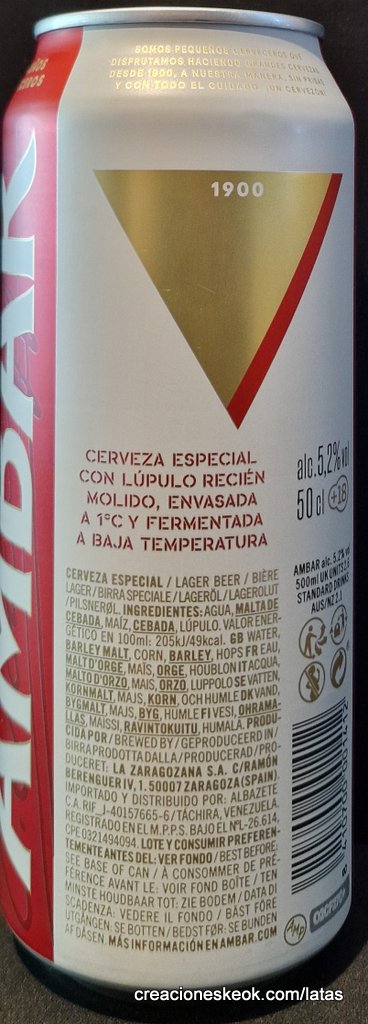 SOMOS PEQUEÑOS CERVECEROS QUE
DISFRUTAMOS HACIENDO GRANDES CERVEZAS
DESDE 1900, A NUESTRA MANERA, SIN PRISAS
Y CON TODO EL CUIDADO. ¡UN CERVEZÓN!
1900
AMBAR
CERVEZA ESPECIAL
CON LÚPULO RECIÉN
MOLIDO, ENVASADA
A 1°C Y FERMENTADA
A BAJA TEMPERATURA
alc.5,2%vol
50cl +18
AMBAR alc. 5,2% vol
500ml UK UNITS 2,6
STANDARD DRINKS
AUS/NZ 2.1
CERVEZA ESPECIAL / LAGER BEER / BIÈRE
LAGER / BIRRA SPECIALE / LAGERÖL / LAGEROLUT
/ PILSNERØL. INGREDIENTES: AGUA, MALTA DE
CEBADA, MAÍZ, CEBADA, LÚPULO. VALOR ENER-
GÉTICO EN 100ml: 205kJ/49kcal. GB WATER,
BARLEY MALT, CORN, BARLEY, HOPS FR EAU,
MALT D'ORGE, MAÏS, ORGE, HOUBLON IT ACQUA,
MALTO D'ORZO, MAIS, ORZO, LUPPOLO SE VATTEN,
KORNMALT, MAJS, KORN, OCH HUMLE DK VAND,
BYGMALT, MAJS, BYG, HUMLE FI VESI, OHRAMA-
LLAS, MAISSI, RAVINTOKUITU, HUMALA. PRODU-
CIDA POR / BREWED BY / GEPRODUCEERD IN /
BIRRA PRODOTTA DALLA / PRODUCERAD / PRO-
DUCERET: LA ZARAGOZANA S.A. C/RAMÓN
BERENGUER IV, 1. 50007 ZARAGOZA (SPAIN).
IMPORTADO Y DISTRIBUIDO POR: ALBAZETE
C.A. RIF_J-40157665-6/TÁCHIRA, VENEZUELA.
REGISTRADO EN EL M.P.P.S. BAJO EL Nº L-26.614,
CPE 0321494094. LOTE Y CONSUMIR PREFEREN-
TEMENTE ANTES DEL: VER FONDO / BEST BEFORE:
SEE BASE OF CAN / À CONSOMMER DE PRÉ-
FÉRENCE AVANT LE: VOIR FOND BOÎTE / TEN
MINSTE HOUDBAAR TOT: ZIE BODEM / DATA DI
SCADENZA: VEDERE IL FONDO / BÄST FÖRE
UTGÅNGEN. SE BOTTEN / BEDST FØR: SE BUNDEN
AF DÅSEN. MÁS INFORMACIÓN EN AMBAR.COM
creacioneskeok.com/latas